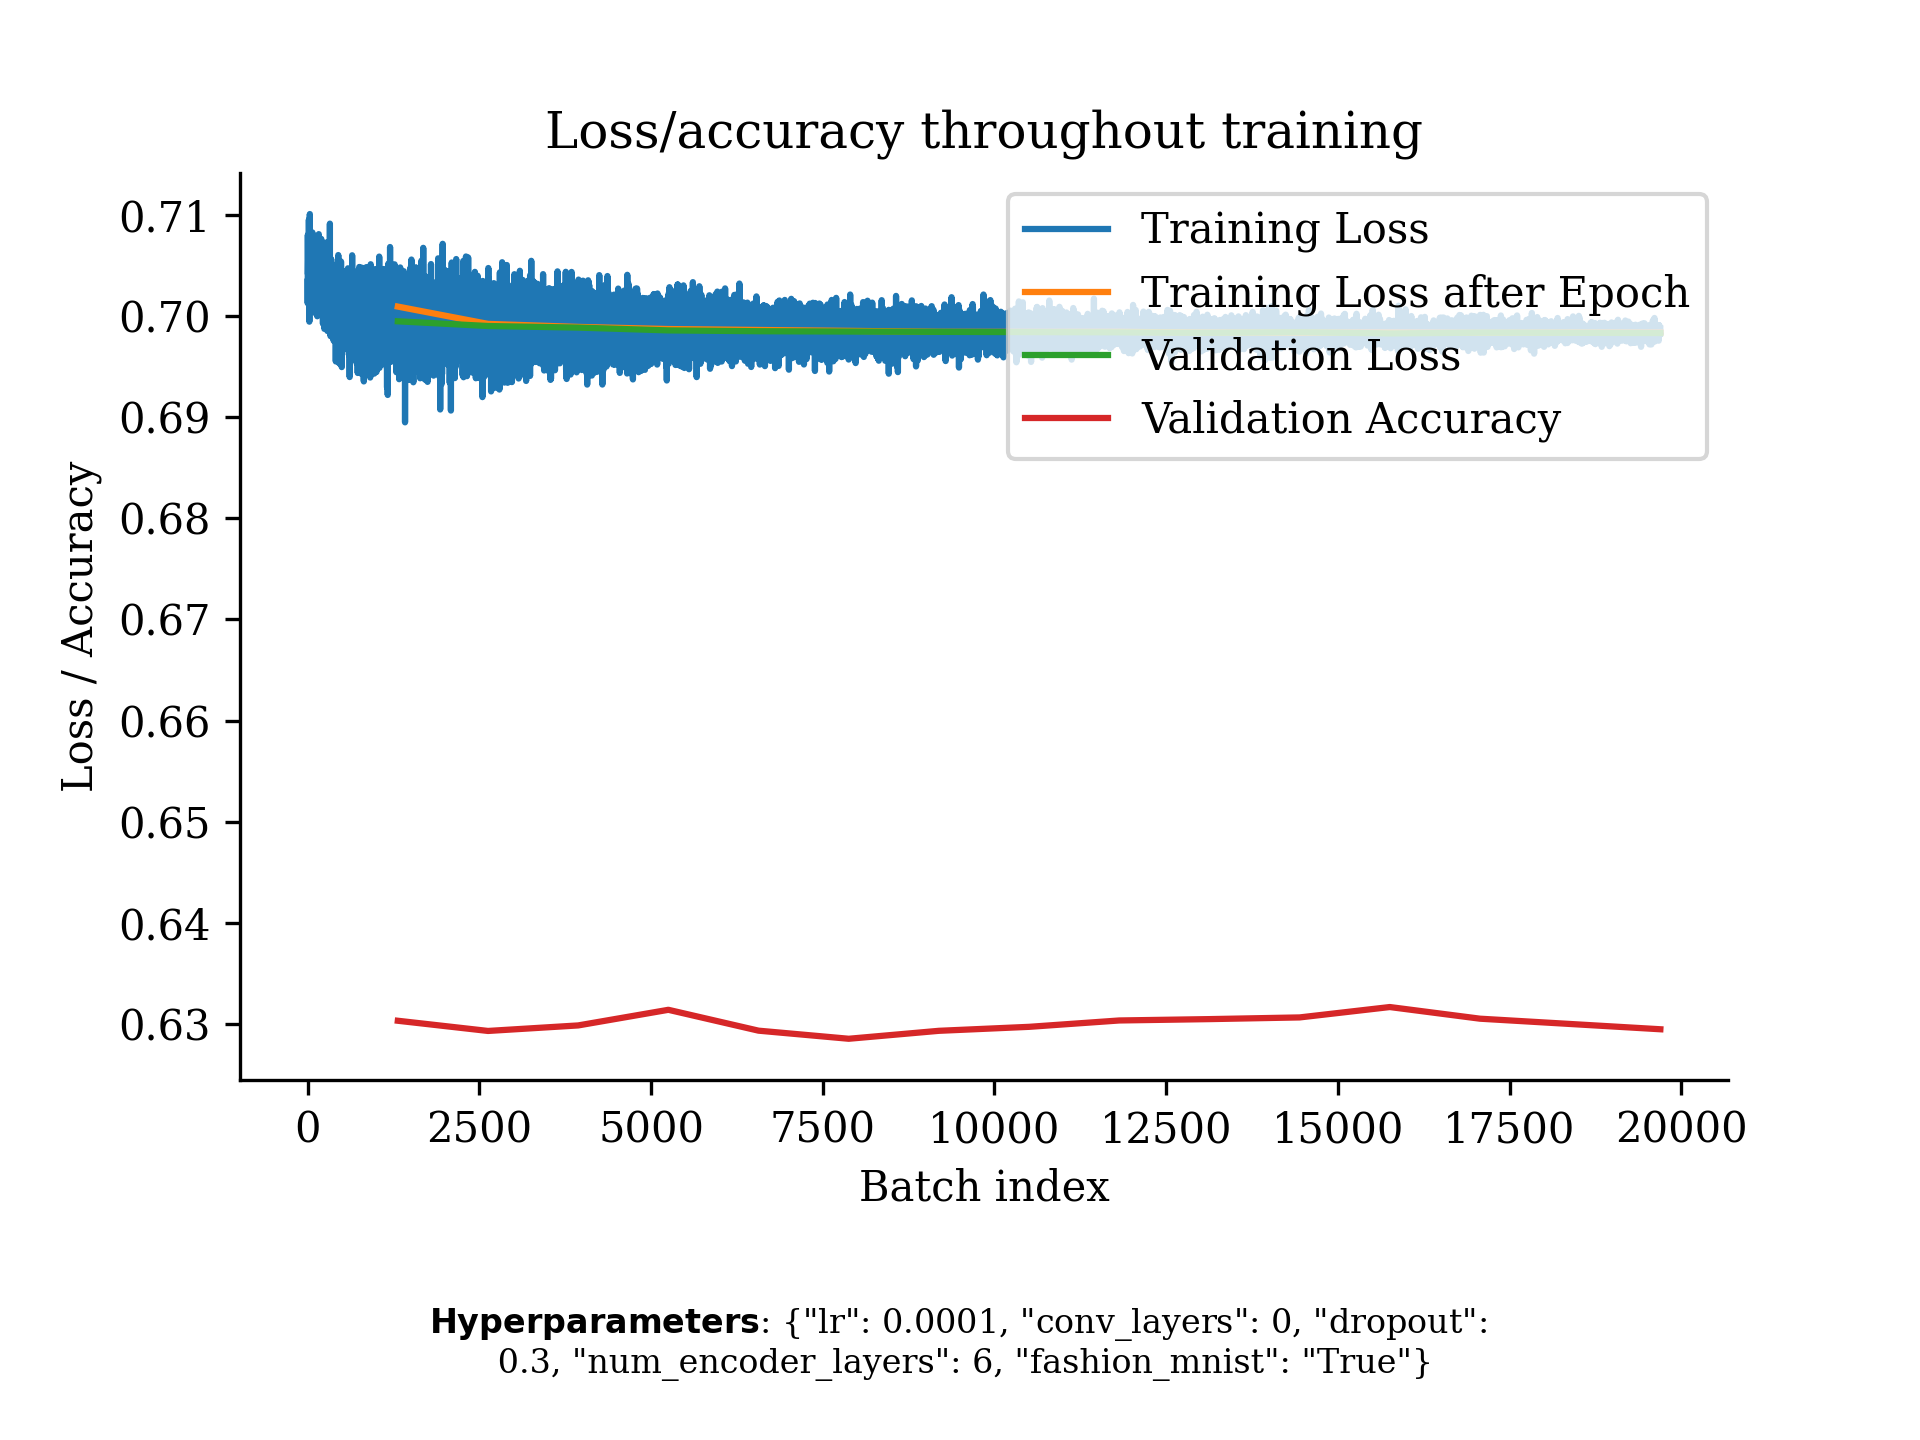 Loss/accuracy throughout training
0.71
0.70
0.69
0.68
0.67
0.66
0.65
0.64
0.63
Loss / Accuracy
Training Loss
Training Loss after Epoch
Validation Loss
Validation Accuracy
0 2500 5000 7500 10000 12500 15000 17500 20000
Batch index
Hyperparameters: {"lr": 0.0001, "conv_layers": 0, "dropout":
0.3, "num_encoder_layers": 6, "fashion_mnist": "True"}